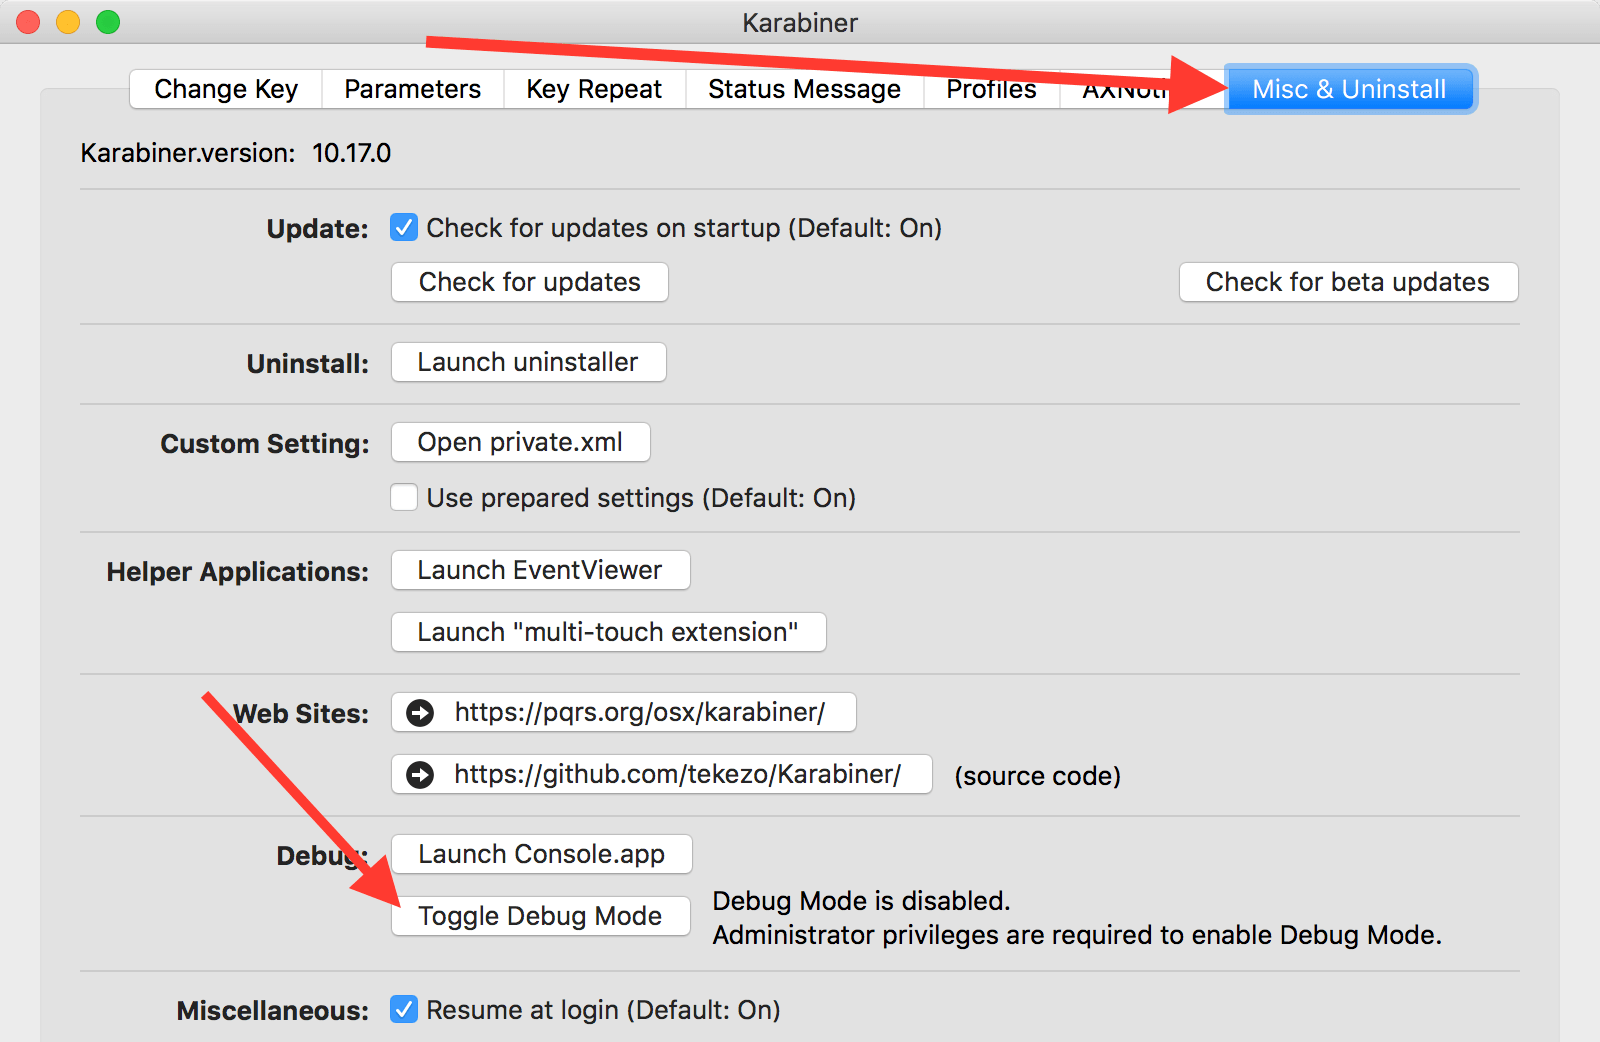 Karabiner
Change Key Parameters Key Repeat Status Message Profiles Misc & Uninstall
Karabiner.version: 10.17.0
Update: Check for updates on startup (Default: On)
Check for updates Check for beta updates
Uninstall: Launch uninstaller
Custom Setting: Open private.xml
Use prepared settings (Default: On)
Helper Applications: Launch EventViewer
Launch "multi-touch extension"
Web Sites: https://pqrs.org/osx/karabiner/
https://github.com/tekezo/Karabiner/ (source code)
Debug: Launch Console.app
Toggle Debug Mode Debug Mode is disabled.
Administrator privileges are required to enable Debug Mode.
Miscellaneous: Resume at login (Default: On)